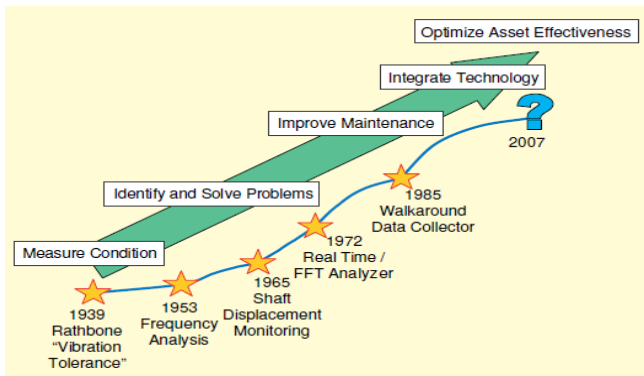 Optimize Asset Effectiveness
Integrate Technology
Improve Maintenance
Identify and Solve Problems
Measure Condition
?
2007
1985
Walkaround
Data Collector
1972
Real Time /
FFT Analyzer
1965
Shaft
Displacement
Monitoring
1953
Frequency
Analysis
1939
Rathbone
“Vibration
Tolerance”